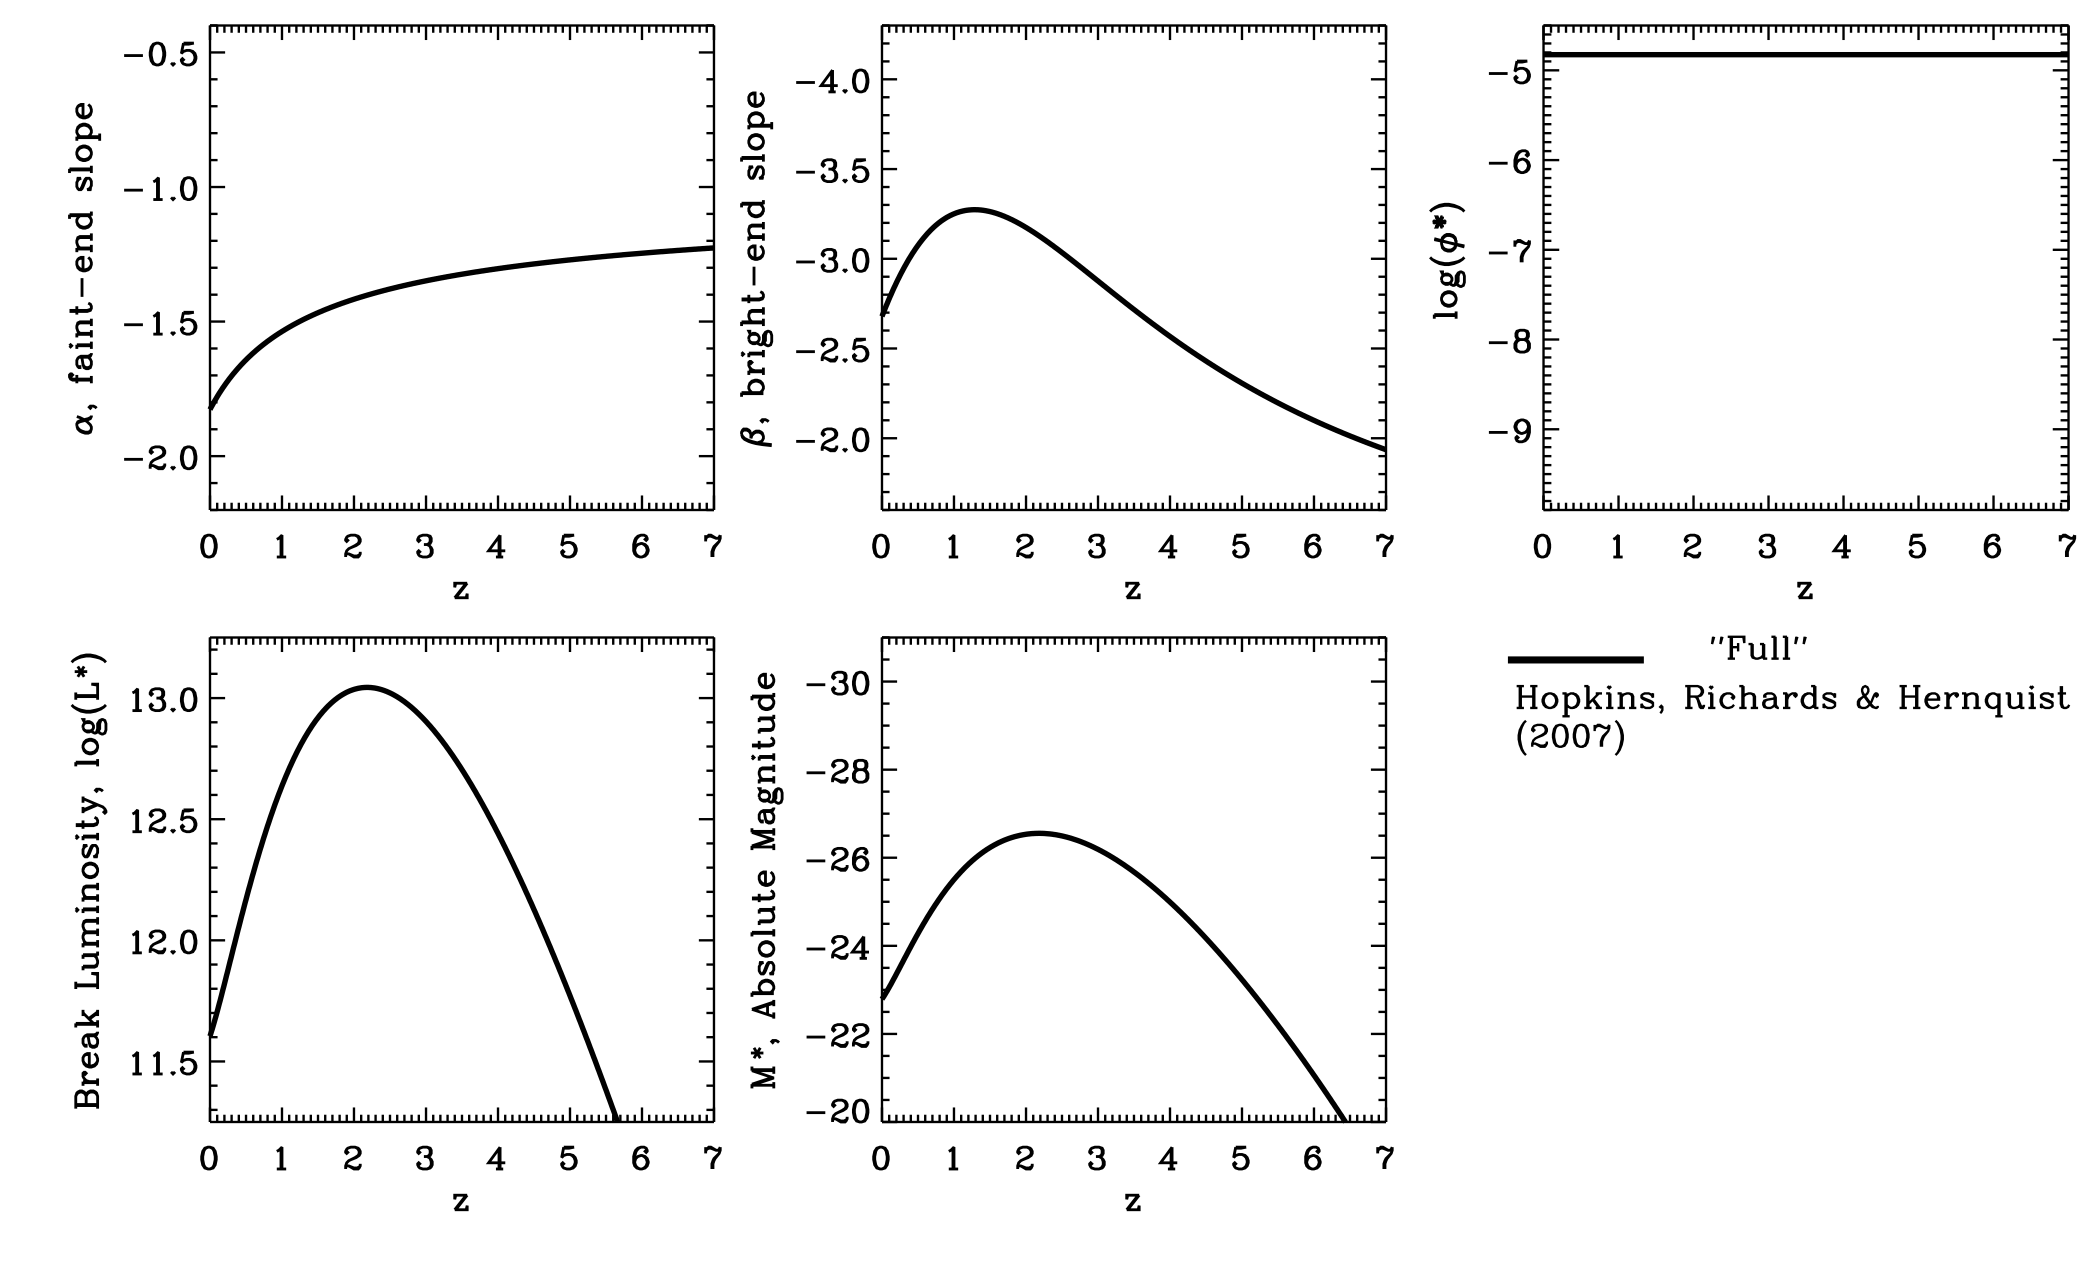 α, faint−end slope
−0.5
−1.0
−1.5
−2.0
0 1 2 3 4 5 6 7
z
β, bright−end slope
−4.0
−3.5
−3.0
−2.5
−2.0
0 1 2 3 4 5 6 7
z
log(ϕ*)
−5
−6
−7
−8
−9
0 1 2 3 4 5 6 7
z
Break Luminosity, log(L*)
13.0
12.5
12.0
11.5
0 1 2 3 4 5 6 7
z
M*, Absolute Magnitude
−30
−28
−26
−24
−22
−20
0 1 2 3 4 5 6 7
z
"Full"
Hopkins, Richards & Hernquist
(2007)